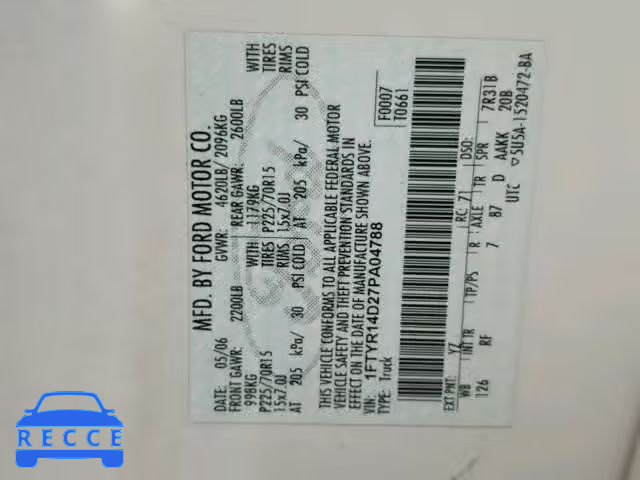 MFD. BY FORD MOTOR CO.
DATE: 05/06 GVWR: 4620LB/ 2096KG
FRONT GAWR: 2200LB REAR GAWR: 2600LB
998KG WITH 1179KG WITH
P225/70R15 TIRES P225/70R15 TIRES
15x7.0J RIMS 15x7.0J RIMS
AT 205 kPa/ 30 PSI COLD AT 205 kPa/ 30 PSI COLD
THIS VEHICLE CONFORMS TO ALL APPLICABLE FEDERAL MOTOR
VEHICLE SAFETY AND THEFT PREVENTION STANDARDS IN
EFFECT ON THE DATE OF MANUFACTURE SHOWN ABOVE.
VIN: 1FTYR14D27PA04788
TYPE: Truck
F0007
T0661
EXT PNT: YZ RC: 71 DSO:
WB INT TR TP/PS R AXLE TR SPR 7R31B
126 RF 7 87 D AAKK 20B
UTC ▽5U5A-1520472-BA
RECCE